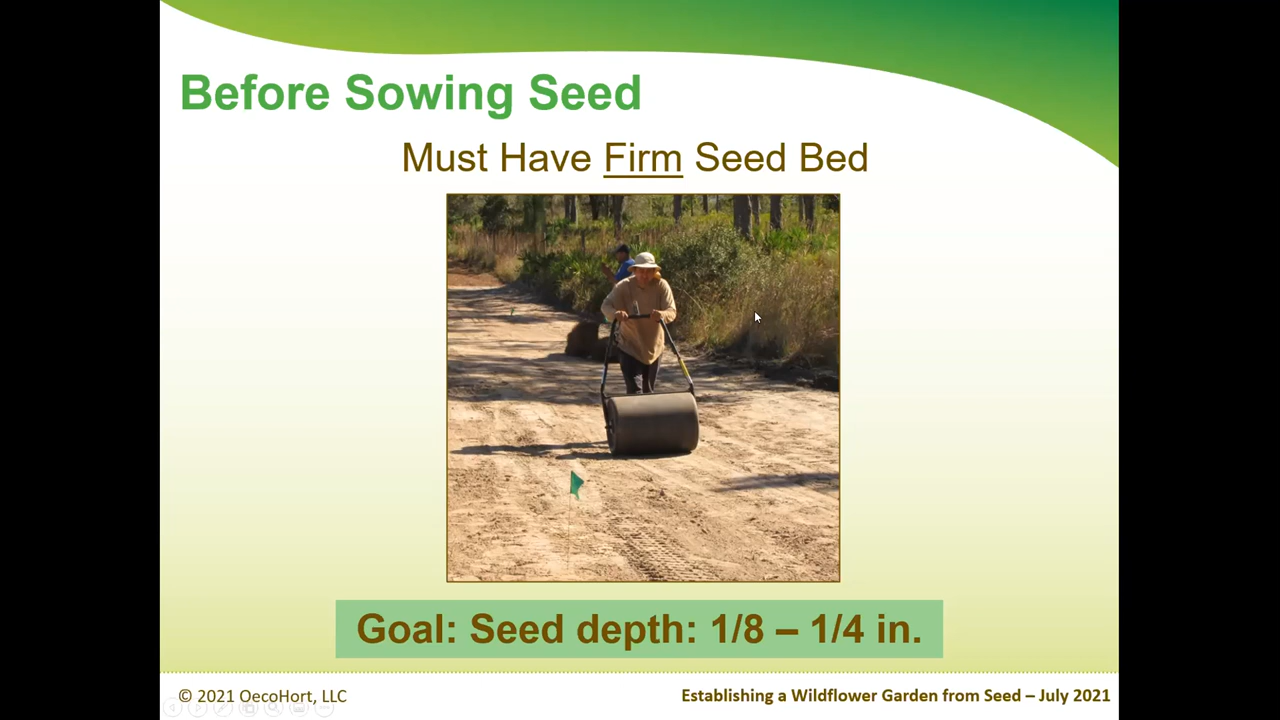 Before Sowing Seed
Must Have Firm Seed Bed
Goal: Seed depth: 1/8 – 1/4 in.
© 2021 OecoHort, LLC
Establishing a Wildflower Garden from Seed – July 2021